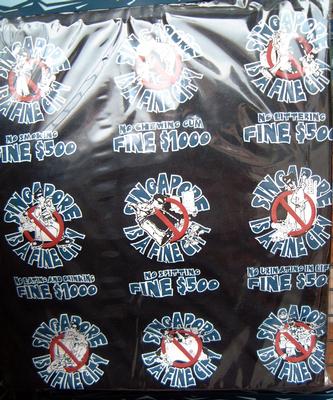 SINGAPORE SINGAPORE SINGAPORE
IS A FINE CITY IS A FINE CITY IS A FINE CITY
NO SMOKING NO CHEWING GUM NO LITTERING
FINE $500 FINE $1000 FINE $50
SINGAPORE SINGAPORE SINGAPORE
IS A FINE CITY IS A FINE CITY IS A FINE CITY
NO EATING AND DRINKING NO SPITTING NO URINATING IN LIF
FINE $1000 FINE $500 FINE $50
SINGAPORE SINGAPORE SINGAPORE
IS A FINE CITY IS A FINE CITY IS A FINE CITY